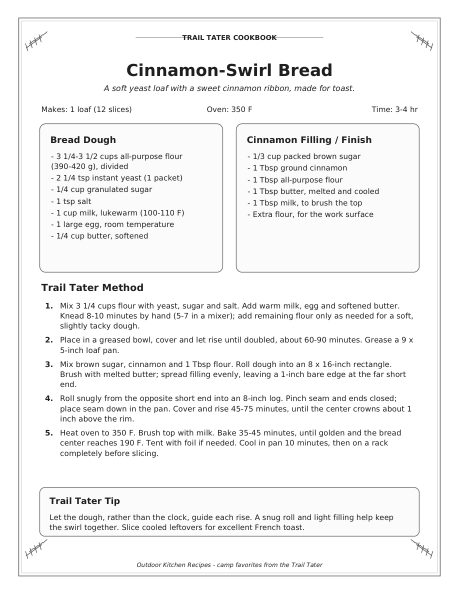 TRAIL TATER COOKBOOK
Cinnamon-Swirl Bread
A soft yeast loaf with a sweet cinnamon ribbon, made for toast.
Makes: 1 loaf (12 slices) Oven: 350 F Time: 3-4 hr
Bread Dough
- 3 1/4-3 1/2 cups all-purpose flour
(390-420 g), divided
- 2 1/4 tsp instant yeast (1 packet)
- 1/4 cup granulated sugar
- 1 tsp salt
- 1 cup milk, lukewarm (100-110 F)
- 1 large egg, room temperature
- 1/4 cup butter, softened
Cinnamon Filling / Finish
- 1/3 cup packed brown sugar
- 1 Tbsp ground cinnamon
- 1 Tbsp all-purpose flour
- 1 Tbsp butter, melted and cooled
- 1 Tbsp milk, to brush the top
- Extra flour, for the work surface
Trail Tater Method
1. Mix 3 1/4 cups flour with yeast, sugar and salt. Add warm milk, egg and softened butter.
Knead 8-10 minutes by hand (5-7 in a mixer); add remaining flour only as needed for a soft,
slightly tacky dough.
2. Place in a greased bowl, cover and let rise until doubled, about 60-90 minutes. Grease a 9 x
5-inch loaf pan.
3. Mix brown sugar, cinnamon and 1 Tbsp flour. Roll dough into an 8 x 16-inch rectangle.
Brush with melted butter; spread filling evenly, leaving a 1-inch bare edge at the far short
end.
4. Roll snugly from the opposite short end into an 8-inch log. Pinch seam and ends closed;
place seam down in the pan. Cover and rise 45-75 minutes, until the center crowns about 1
inch above the rim.
5. Heat oven to 350 F. Brush top with milk. Bake 35-45 minutes, until golden and the bread
center reaches 190 F. Tent with foil if needed. Cool in pan 10 minutes, then on a rack
completely before slicing.
Trail Tater Tip
Let the dough, rather than the clock, guide each rise. A snug roll and light filling help keep
the swirl together. Slice cooled leftovers for excellent French toast.
Outdoor Kitchen Recipes - camp favorites from the Trail Tater